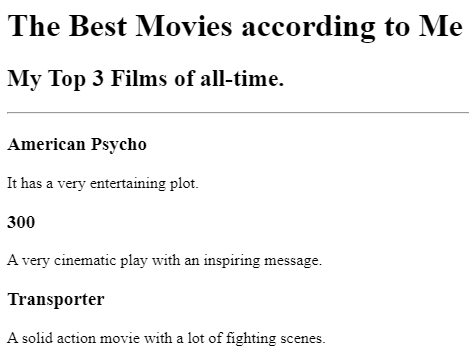 The Best Movies according to Me
My Top 3 Films of all-time.
American Psycho
It has a very entertaining plot.
300
A very cinematic play with an inspiring message.
Transporter
A solid action movie with a lot of fighting scenes.